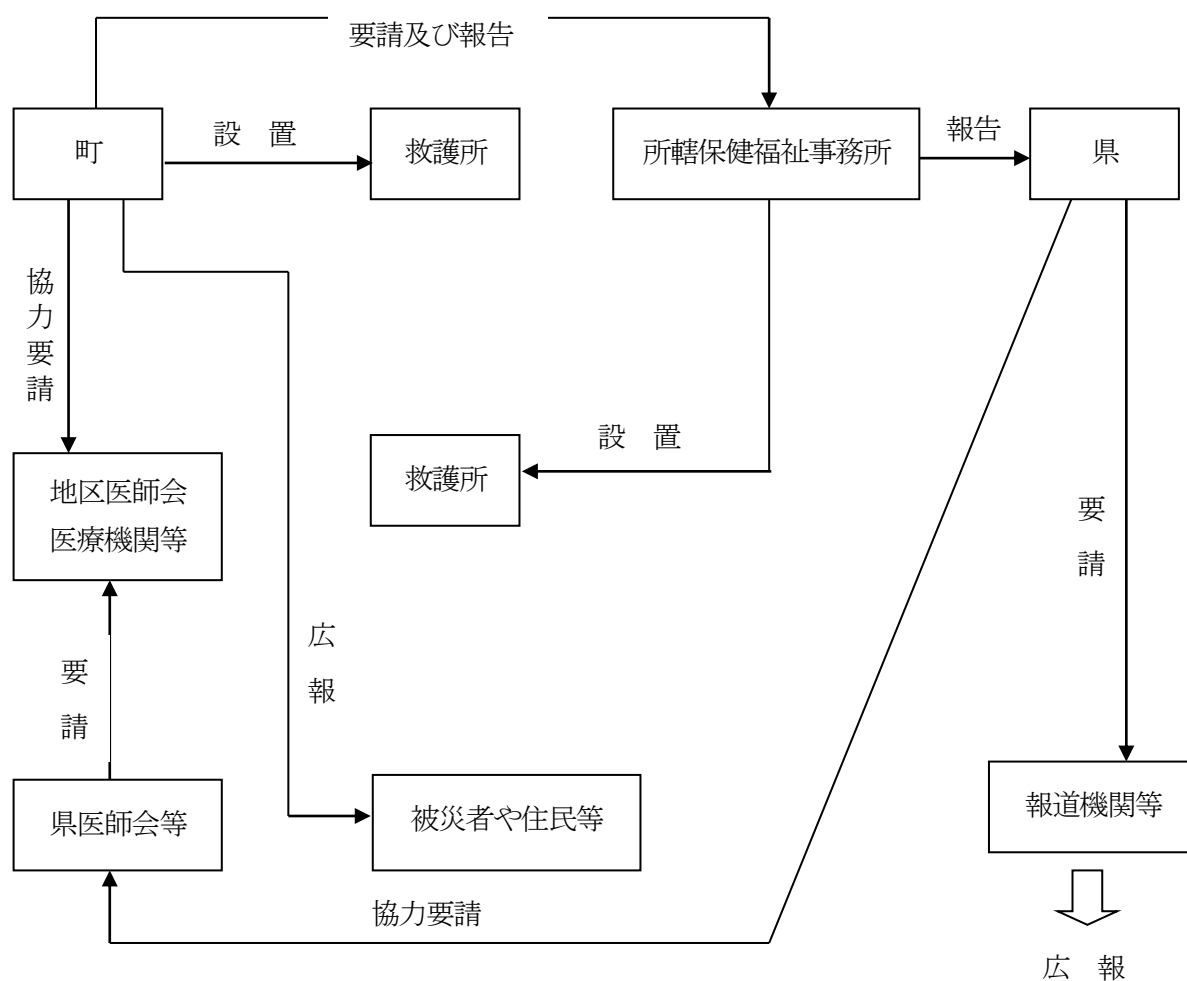 要請及び報告
町
設　置
救護所
所轄保健福祉事務所
報告
県
協力要請
救護所
設　置
地区医師会
医療機関等
要請
広報
要請
県医師会等
被災者や住民等
報道機関等
協力要請
広　報